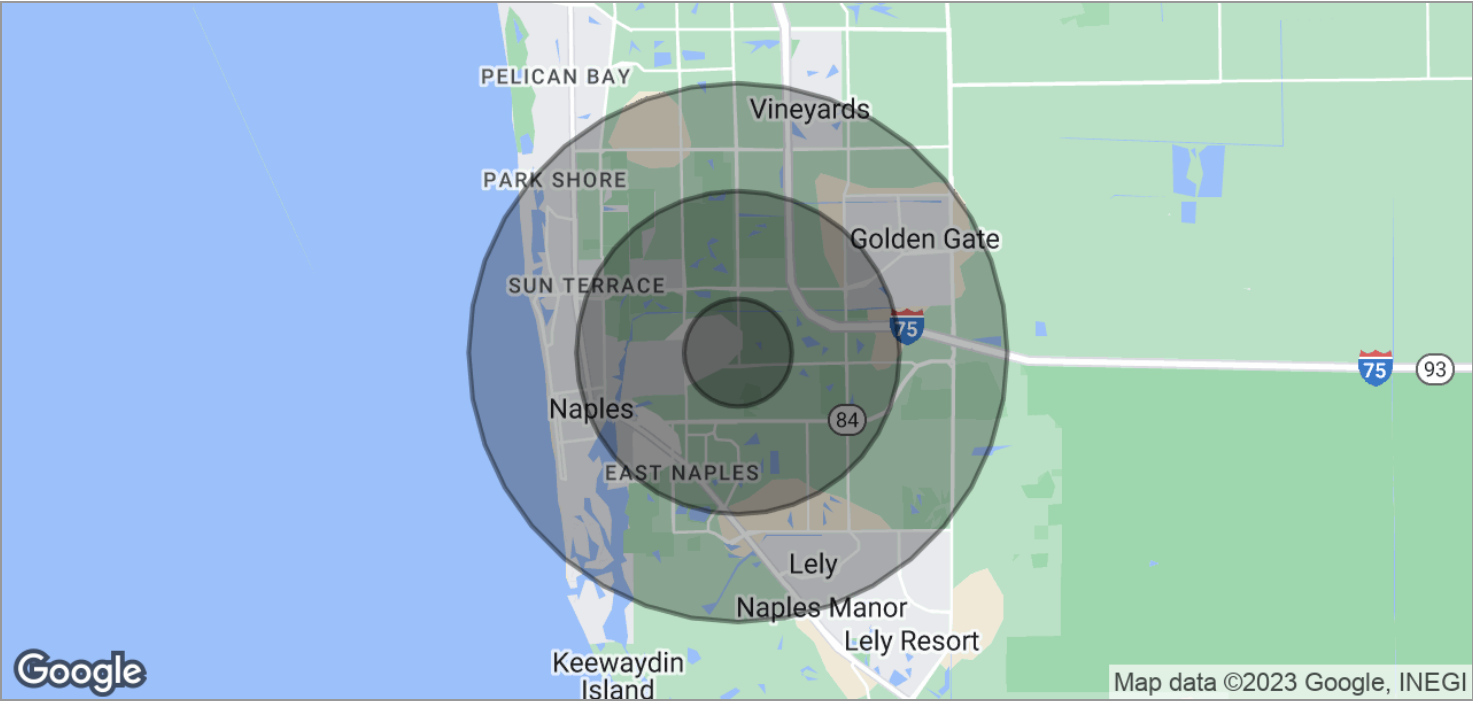 PELICAN BAY
Vineyards
PARK SHORE
Golden Gate
SUN TERRACE
75
75
93
Naples
84
EAST NAPLES
Lely
Naples Manor
Lely Resort
Keewaydin
Island
Google
Map data ©2023 Google, INEGI